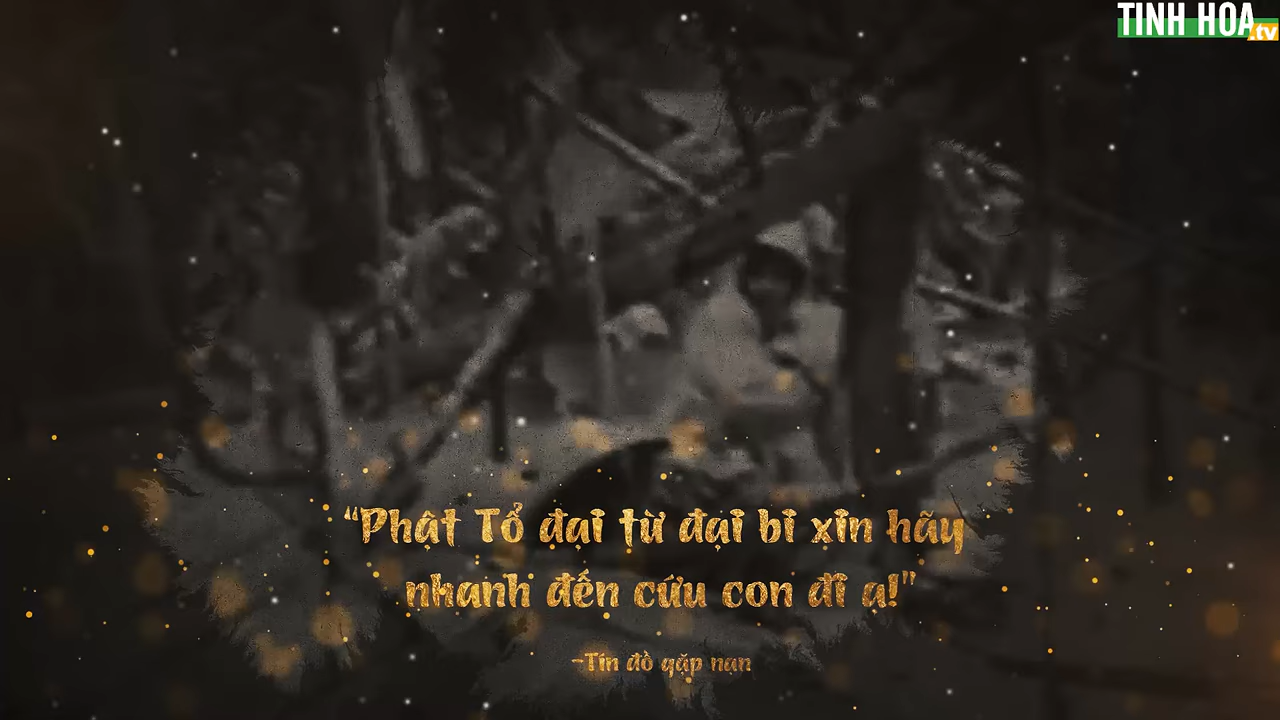 TINH HOA
.tv
“Phật Tổ đại từ đại bi xin hãy
nhanh đến cứu con đi ạ!"
-Tín đồ gặp nạn